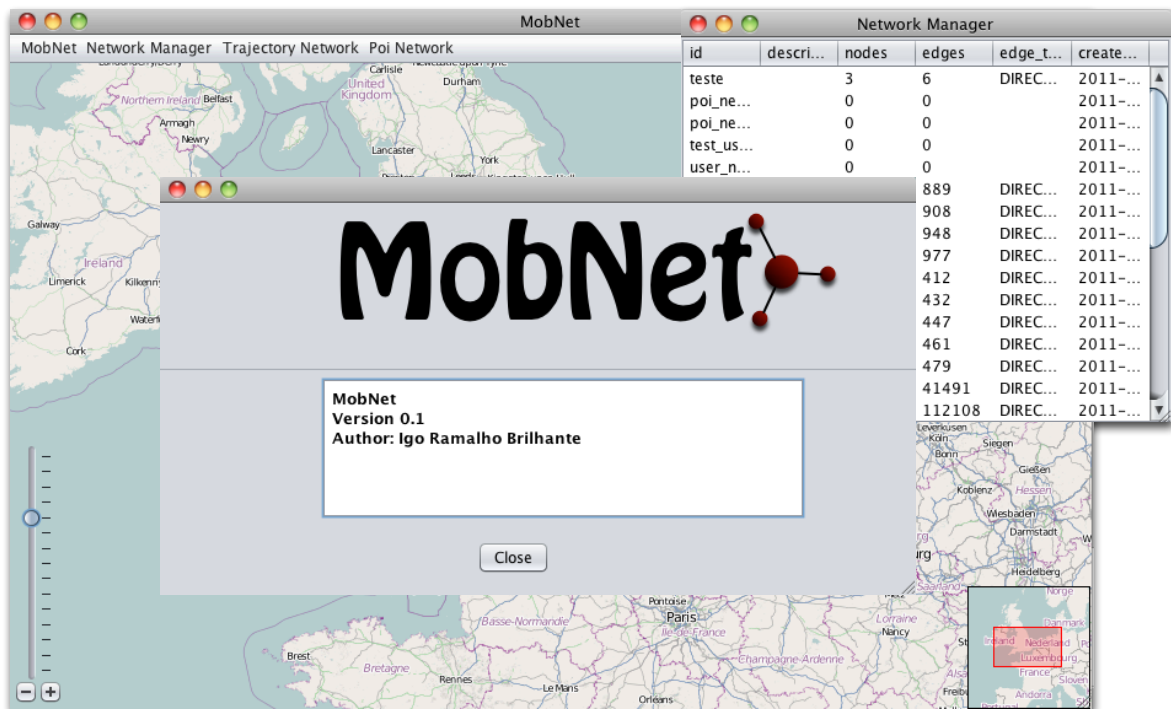 MobNet
MobNet Network Manager Trajectory Network Poi Network
Carlisle
United Kingdom
Durham
Northern Ireland Belfast
Armagh
Newry
Lancaster
York
Galway
Ireland
Limerick
Cork
Network Manager
id descri... nodes edges edge_t... create...
teste 3 6 DIREC... 2011-...
poi_ne... 0 0 2011-...
poi_ne... 0 0 2011-...
test_us... 0 0 2011-...
user_n... 0 0 2011-...
889 DIREC... 2011-...
908 DIREC... 2011-...
948 DIREC... 2011-...
977 DIREC... 2011-...
412 DIREC... 2011-...
432 DIREC... 2011-...
447 DIREC... 2011-...
461 DIREC... 2011-...
479 DIREC... 2011-...
41491 DIREC... 2011-...
112108 DIREC... 2011-...
MobNet
MobNet
Version 0.1
Author: Igo Ramalho Brilhante
Close
Leverkusen
Köln
Siegen
Bonn
Gießen
Koblenz
Hessen
Wiesbaden
Darmstadt
Heidelberg
Pontoise
Paris
Île-de-France
Basse-Normandie
Lorraine
Nancy
Brest
Bretagne
Champagne-Ardenne
Rennes
Le Mans
Orléans
Norge
Danmark
Ireland
Nederland
Luxembourg
France
Andorra
Portugal